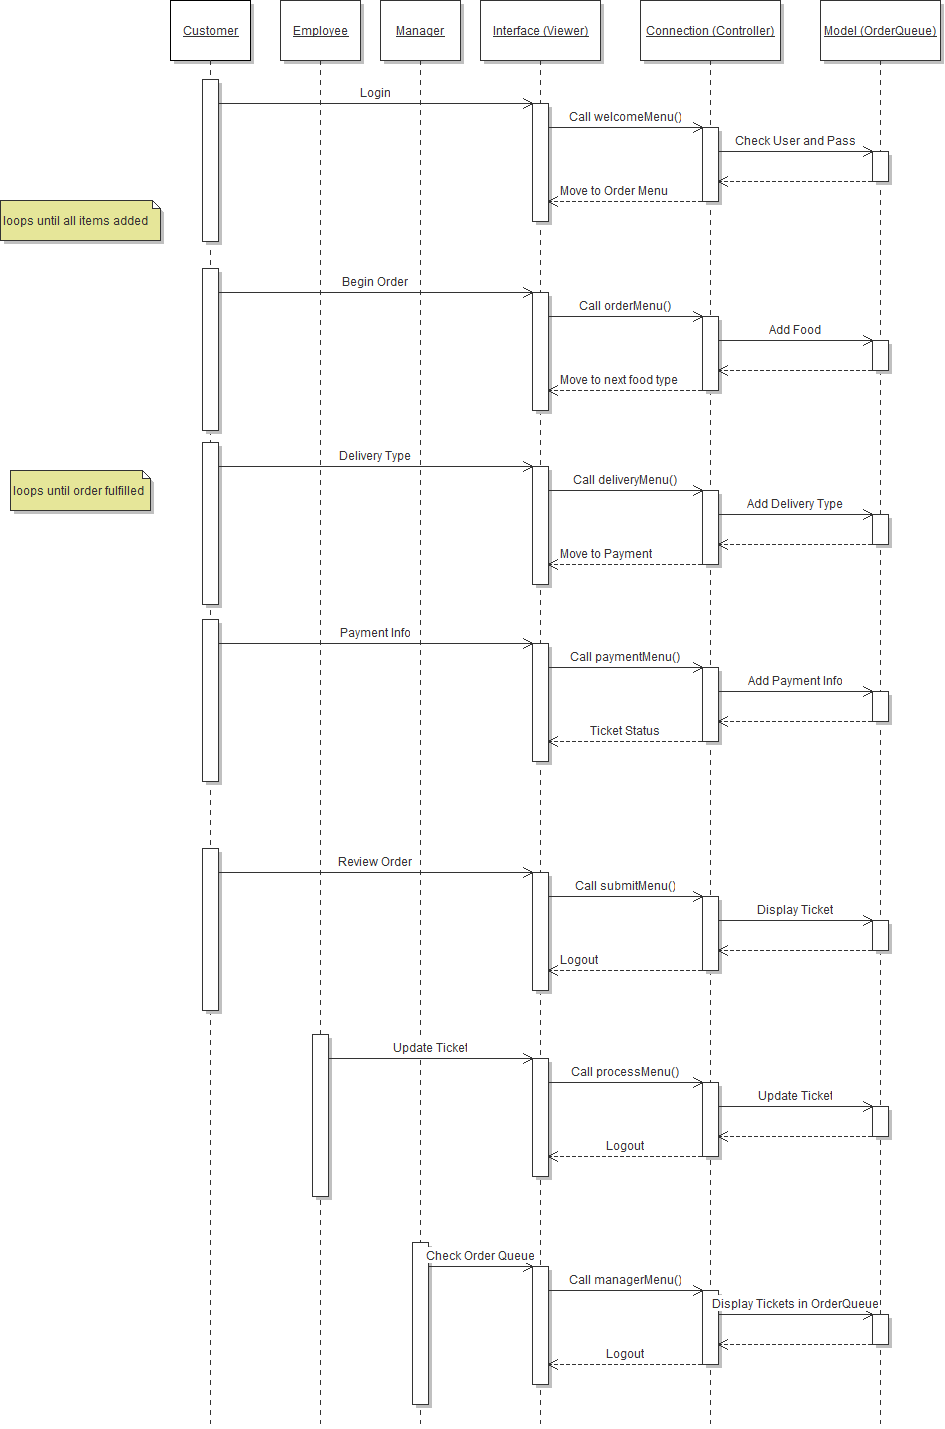 Customer
Employee
Manager
Interface (Viewer)
Connection (Controller)
Model (OrderQueue)
Login
Call welcomeMenu()
Check User and Pass
Move to Order Menu
loops until all items added
Begin Order
Call orderMenu()
Add Food
Move to next food type
Delivery Type
Call deliveryMenu()
loops until order fulfilled
Add Delivery Type
Move to Payment
Payment Info
Call paymentMenu()
Add Payment Info
Ticket Status
Review Order
Call submitMenu()
Display Ticket
Logout
Update Ticket
Call processMenu()
Update Ticket
Logout
Check Order Queue
Call managerMenu()
Display Tickets in OrderQueue
Logout